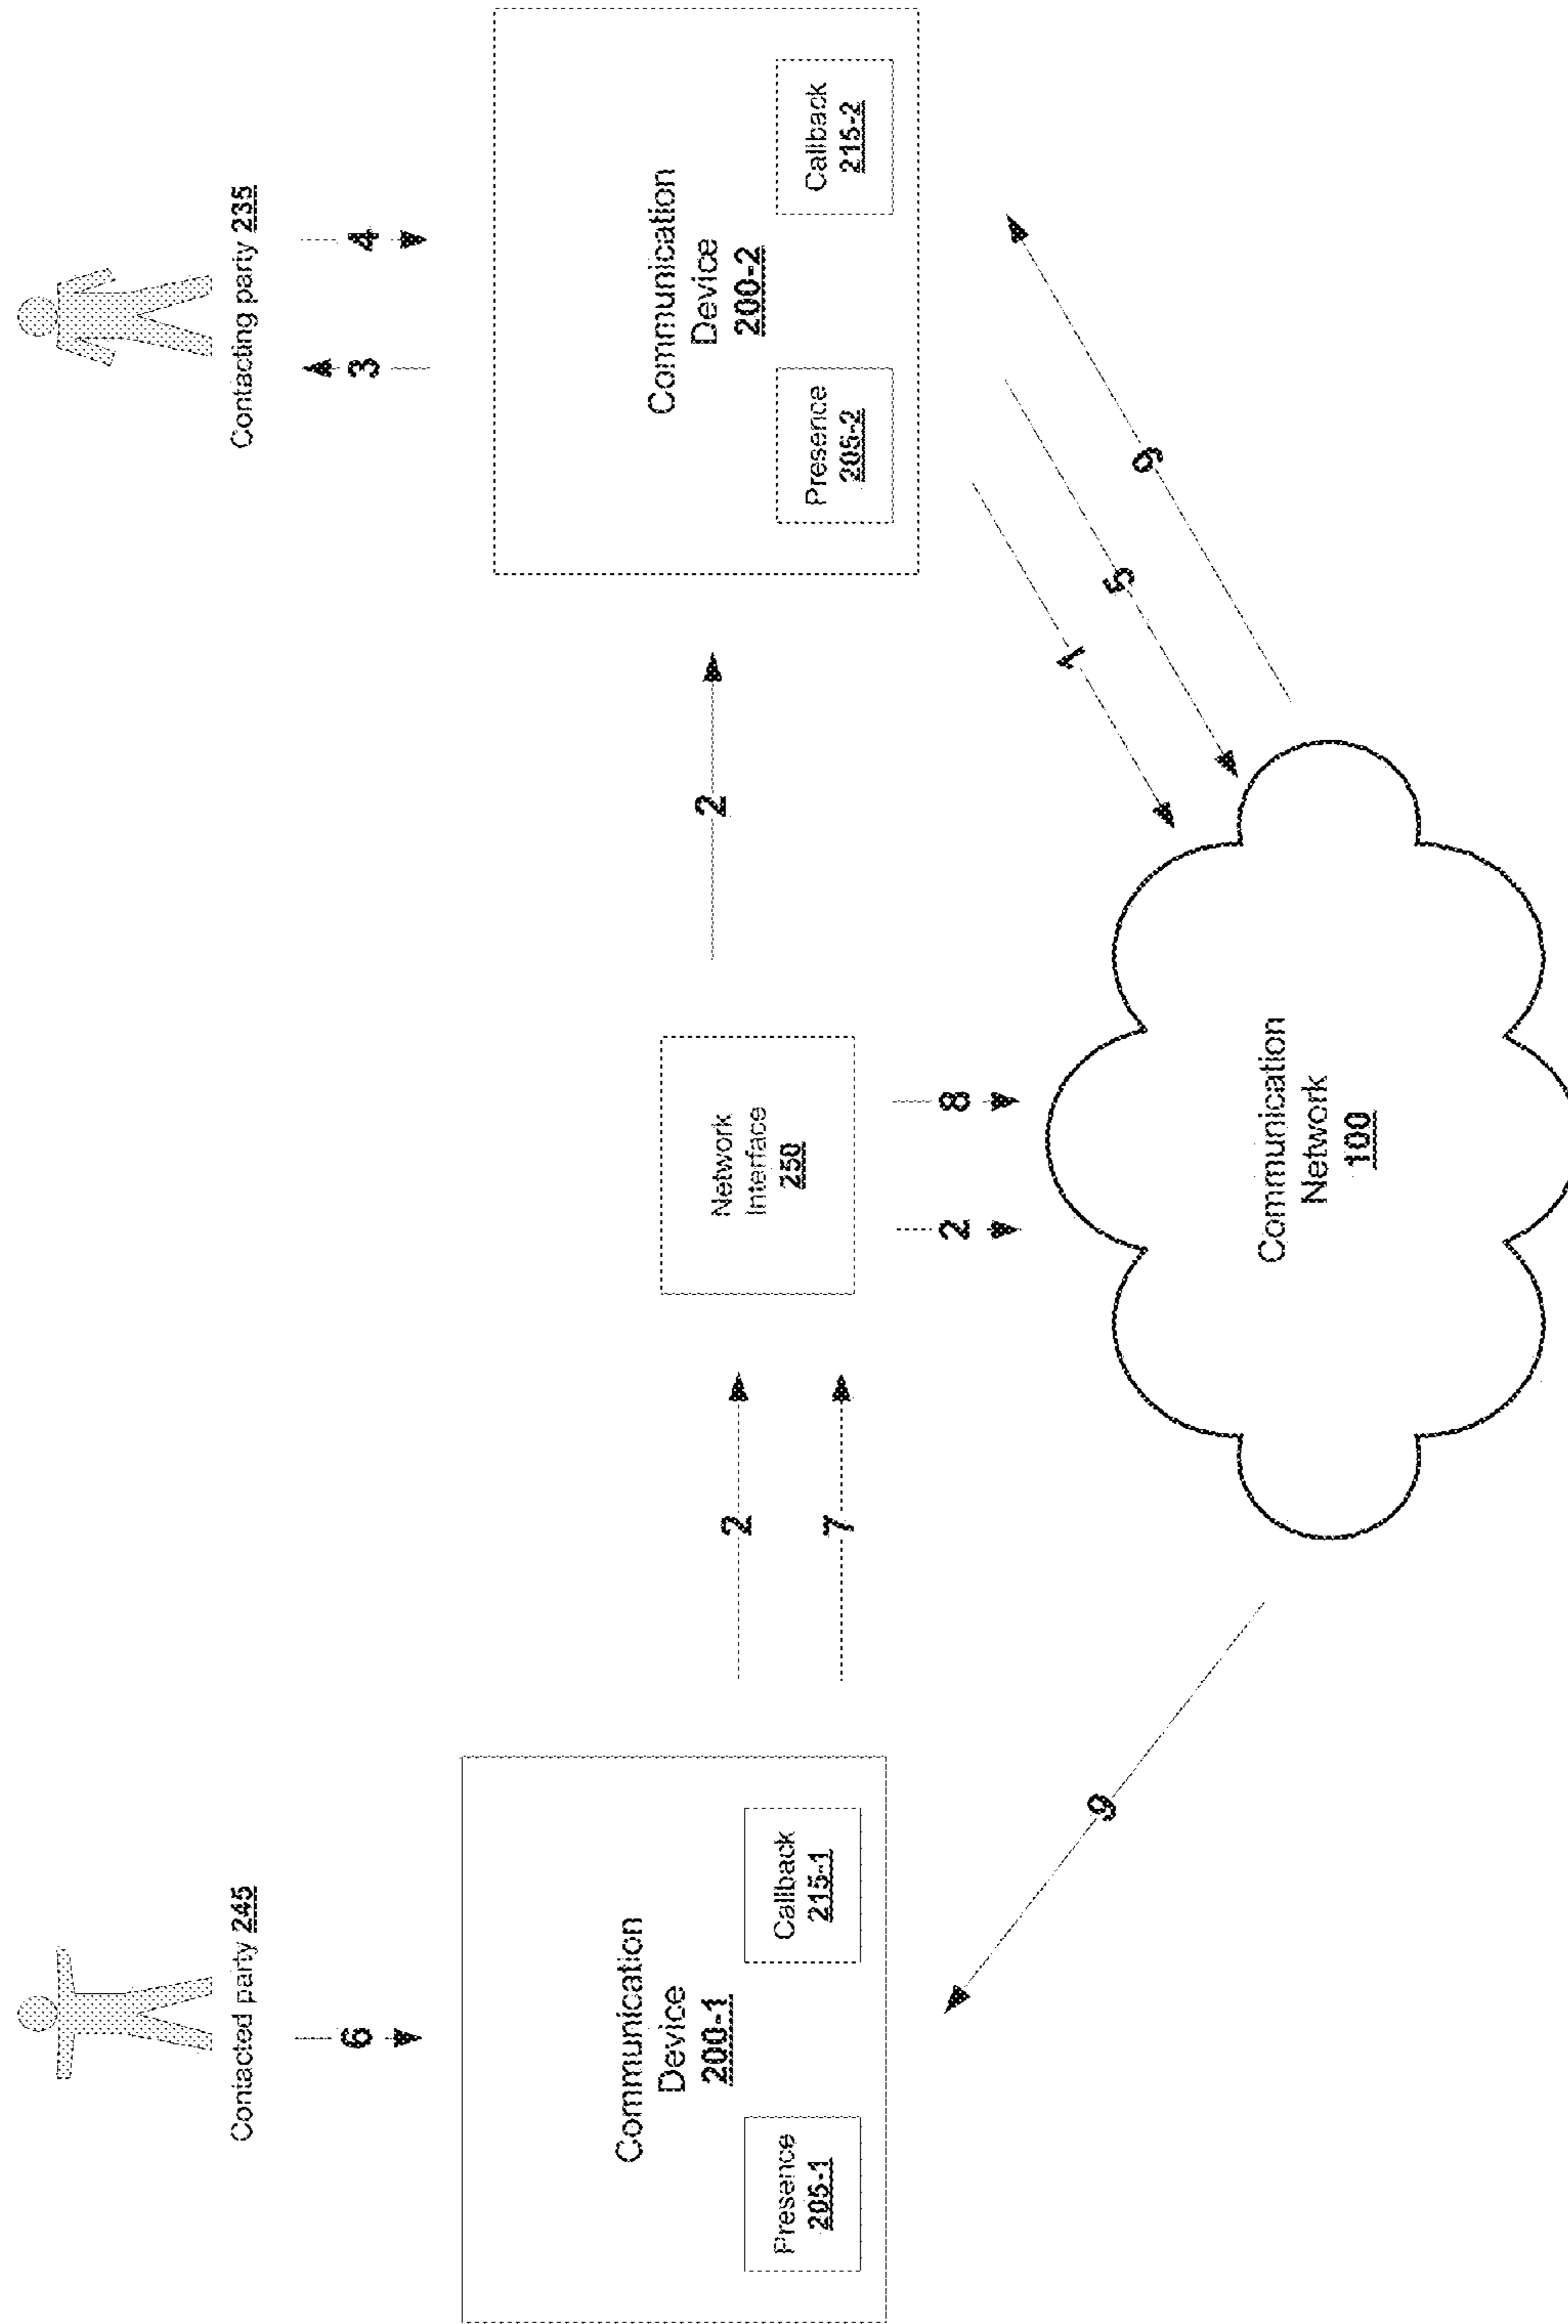 Contacted party 245
Contacting party 235
6
3
4
Communication
Device
200-1
Presence
205-1
Callback
215-1
2
7
Network
Interface
250
2
8
2
Communication
Device
200-2
Presence
205-2
Callback
215-2
9
1
5
9
Communication
Network
100